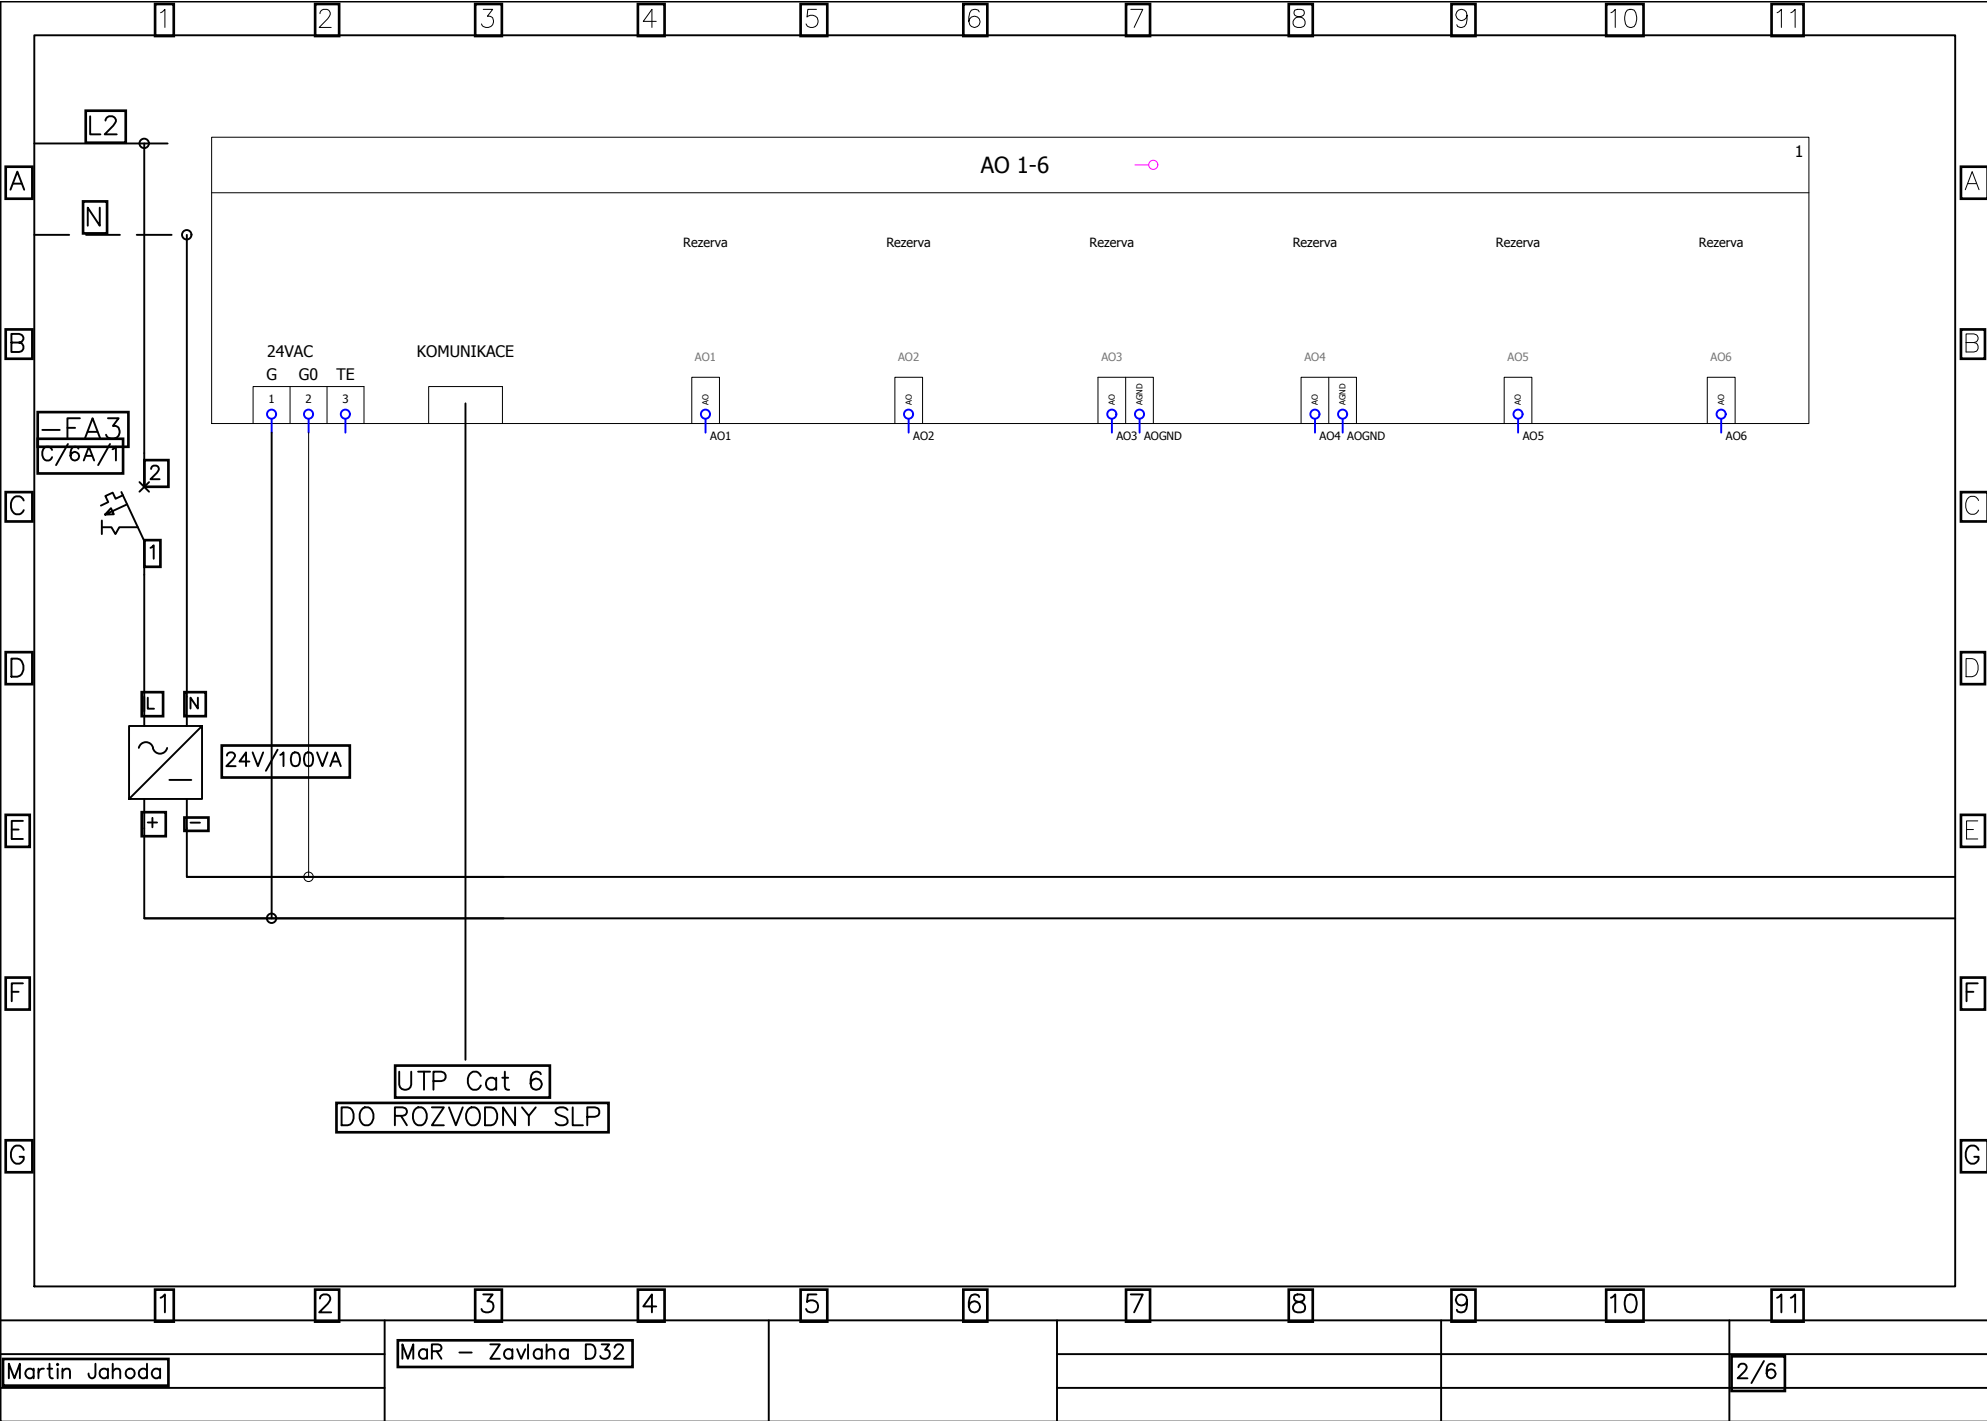 1 2 3 4 5 6 7 8 9 10 11
L2
AO 1-6 1
A A
N
Rezerva Rezerva Rezerva Rezerva Rezerva Rezerva
B B
24VAC KOMUNIKACE AO1 AO2 AO3 AO4 AO5 AO6
G G0 TE
1 2 3 AO AO AO AGND AO AGND AO AO
-FA3 AO1 AO2 AO3 AOGND AO4 AOGND AO5 AO6
C/6A/1
2
C C
1
D D
L N
24V/100VA
+ -
E E
F F
UTP Cat 6
DO ROZVODNY SLP
G G
1 2 3 4 5 6 7 8 9 10 11
MaR - Zavlaha D32
Martin Jahoda 2/6